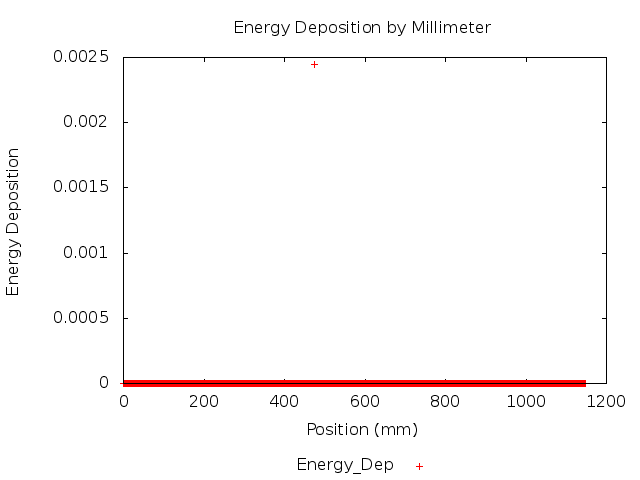 Energy Deposition by Millimeter
0.0025
0.002
0.0015
0.001
0.0005
0
Energy Deposition
0 200 400 600 800 1000 1200
Position (mm)
Energy_Dep